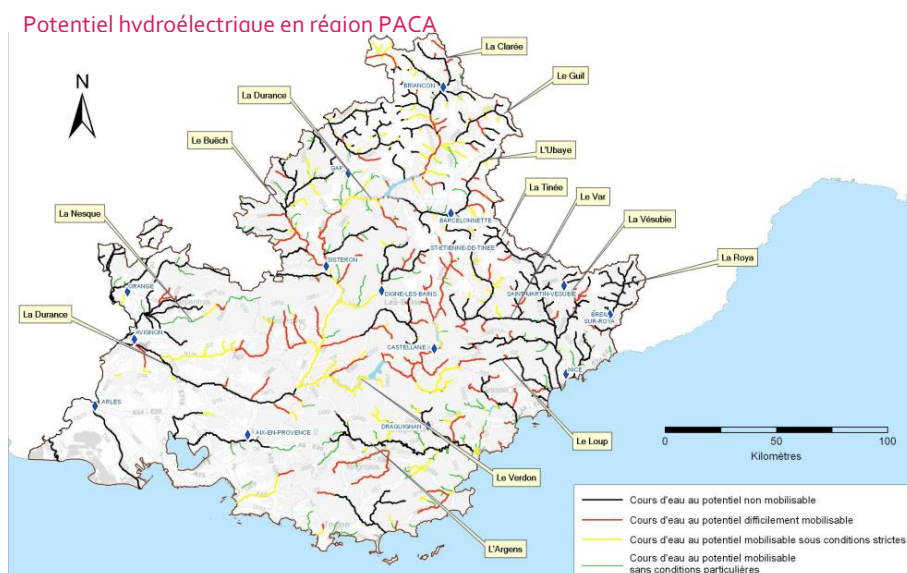 Potentiel hydroélectrique en région PACA
La Clarée
N
BRIANCON
La Durance
Le Guil
Le Buëch
L'Ubaye
GAP
La Tinée
Le Var
La Nesque
BARCELONNETTE
La Vésubie
ST-ETIENNE-DE-TINEE
La Roya
SISTERON
ORANGE
DIGNE-LES-BAINS
SAINT-MARTIN-VESUBIE
La Durance
BREIL
SUR-ROYA
AVIGNON
CASTELLANE
NICE
ARLES
DRAGUIGNAN
AIX-EN-PROVENCE
Le Loup
0 50 100
Kilomètres
Le Verdon
L'Argens
Toulon
Cours d'eau au potentiel non mobilisable
Cours d'eau au potentiel difficilement mobilisable
Cours d'eau au potentiel mobilisable sous conditions strictes
Cours d'eau au potentiel mobilisable
sans conditions particulières